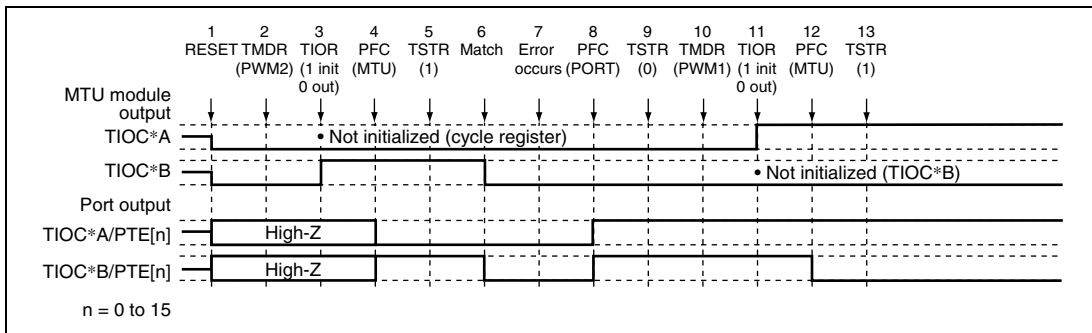 1 2 3 4 5 6 7 8 9 10 11 12 13
RESET TMDR TIOR PFC TSTR Match Error PFC TSTR TMDR TIOR PFC TSTR
(PWM2) (1 init (MTU) (1) occurs (PORT) (0) (PWM1) (1 init (MTU) (1)
0 out) 0 out)
MTU module
output
TIOC*A
• Not initialized (cycle register)
TIOC*B
• Not initialized (TIOC*B)
Port output
TIOC*A/PTE[n]
High-Z
TIOC*B/PTE[n]
High-Z
n = 0 to 15